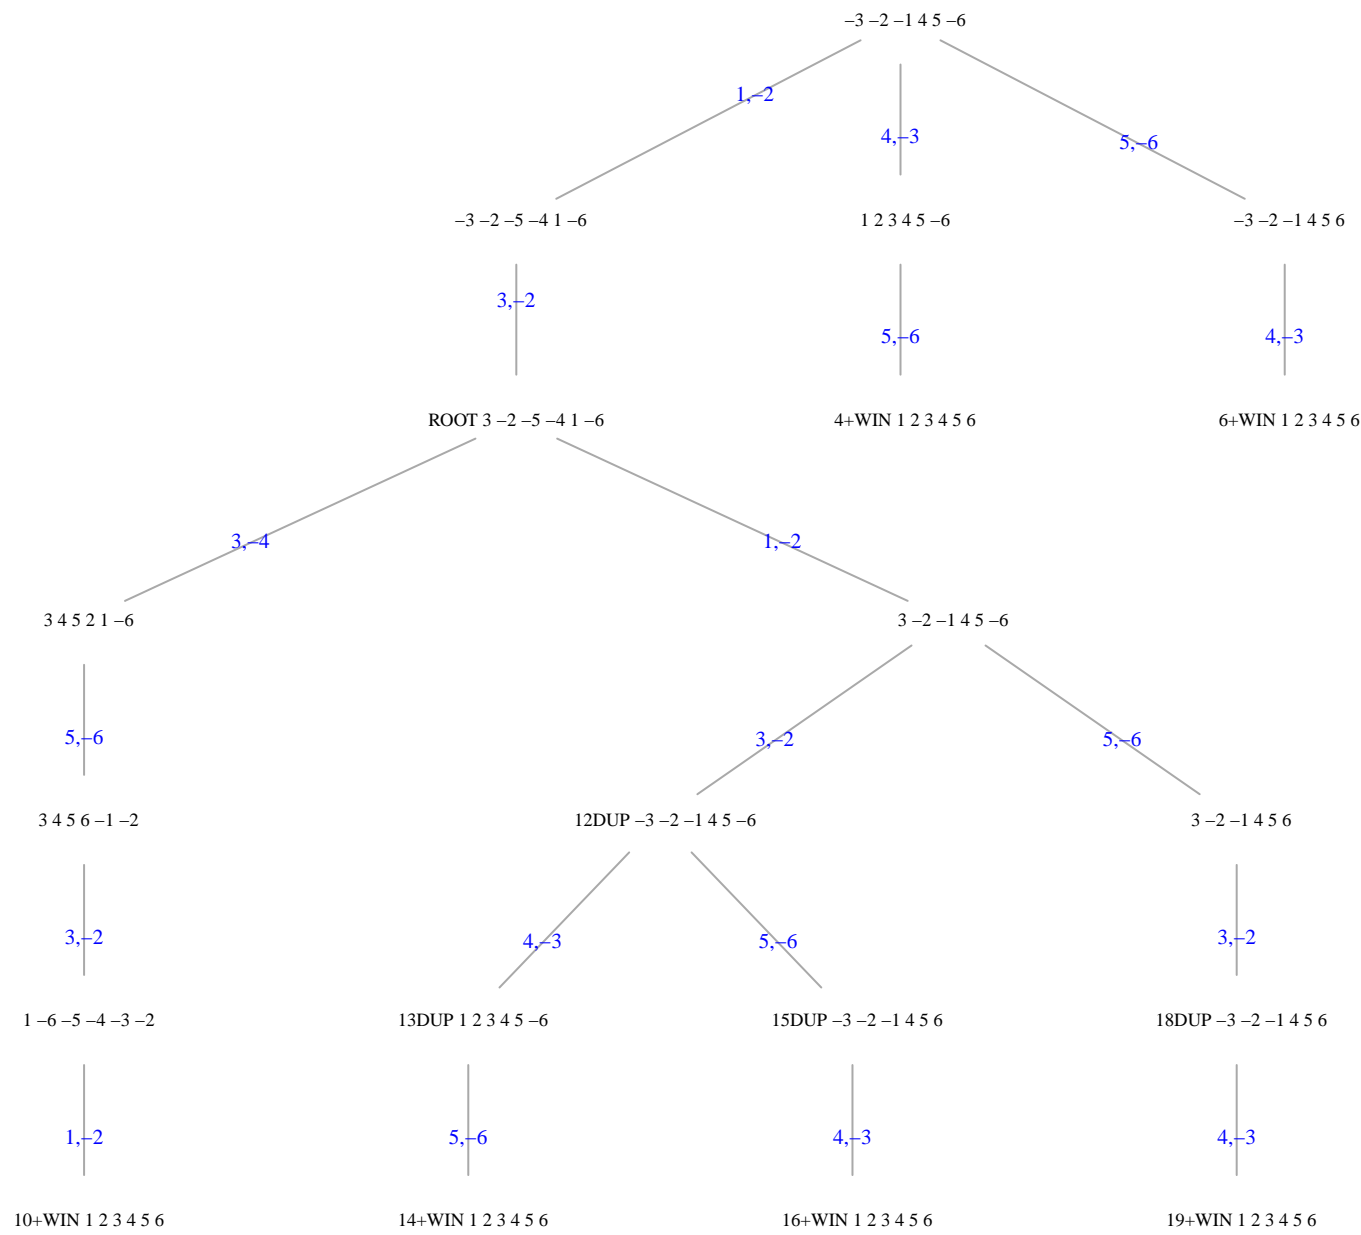 –3 –2 –1 4 5 –6
1,–2
4,–3
5,–6
–3 –2 –5 –4 1 –6
1 2 3 4 5 –6
–3 –2 –1 4 5 6
3,–2
5,–6
4,–3
ROOT 3 –2 –5 –4 1 –6
4+WIN 1 2 3 4 5 6
6+WIN 1 2 3 4 5 6
3,–4
1,–2
3 4 5 2 1 –6
3 –2 –1 4 5 –6
5,–6
3,–2
5,–6
3 4 5 6 –1 –2
12DUP –3 –2 –1 4 5 –6
3 –2 –1 4 5 6
3,–2
4,–3
5,–6
3,–2
1 –6 –5 –4 –3 –2
13DUP 1 2 3 4 5 –6
15DUP –3 –2 –1 4 5 6
18DUP –3 –2 –1 4 5 6
1,–2
5,–6
4,–3
4,–3
10+WIN 1 2 3 4 5 6
14+WIN 1 2 3 4 5 6
16+WIN 1 2 3 4 5 6
19+WIN 1 2 3 4 5 6